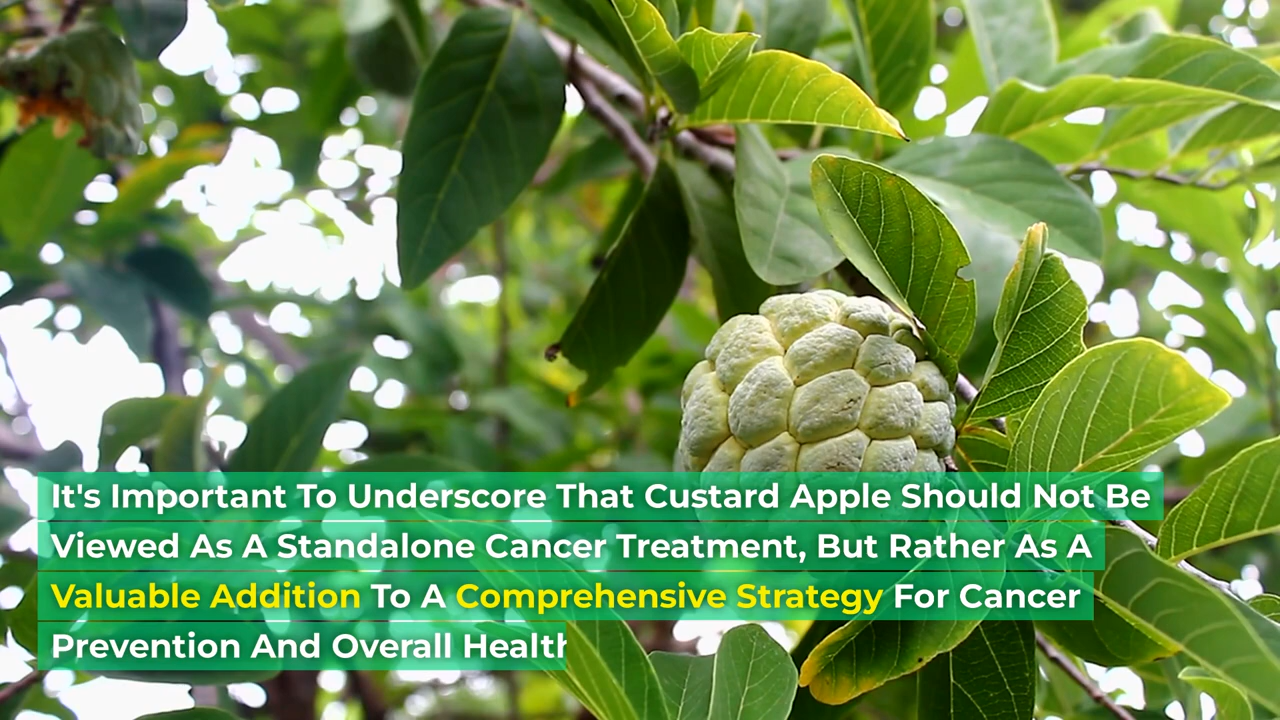 It's Important To Underscore That Custard Apple Should Not Be
Viewed As A Standalone Cancer Treatment, But Rather As A
Valuable Addition To A Comprehensive Strategy For Cancer
Prevention And Overall Health